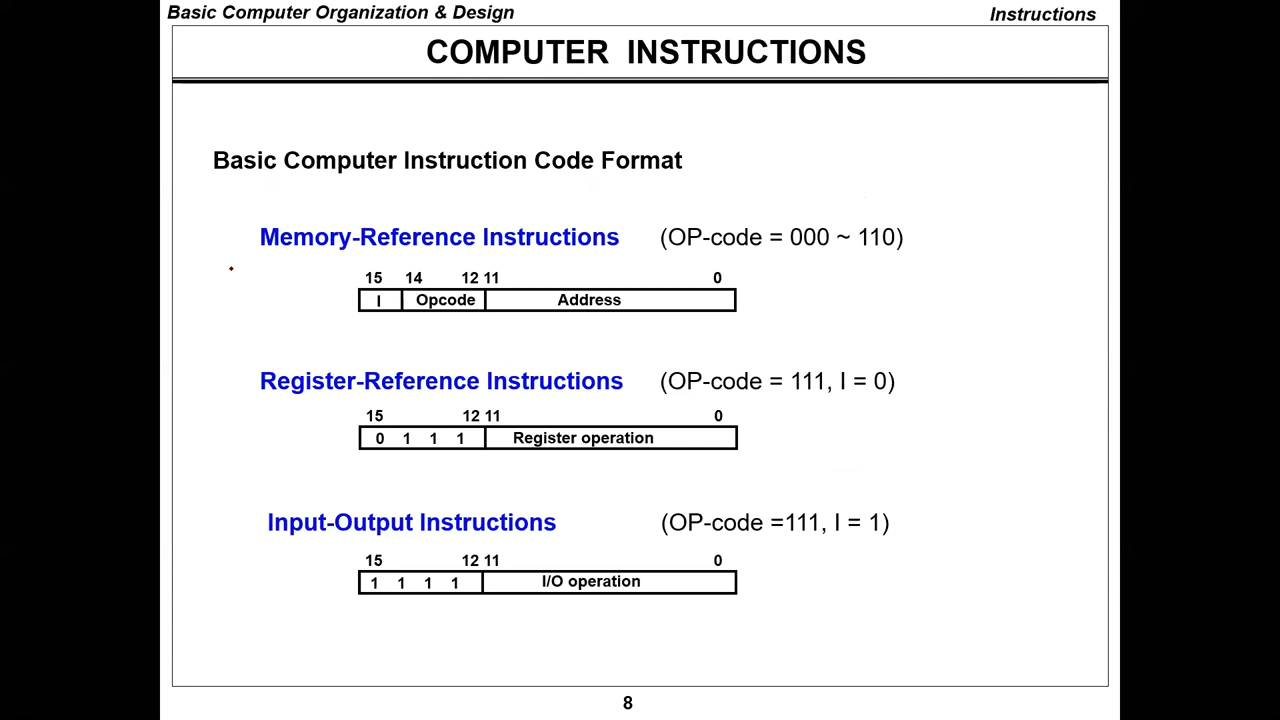 Basic Computer Organization & Design Instructions
COMPUTER INSTRUCTIONS
Basic Computer Instruction Code Format
Memory-Reference Instructions (OP-code = 000 ~ 110)
15 14 12 11 0
I Opcode Address
Register-Reference Instructions (OP-code = 111, I = 0)
15 12 11 0
0 1 1 1 Register operation
Input-Output Instructions (OP-code =111, I = 1)
15 12 11 0
1 1 1 1 I/O operation
8